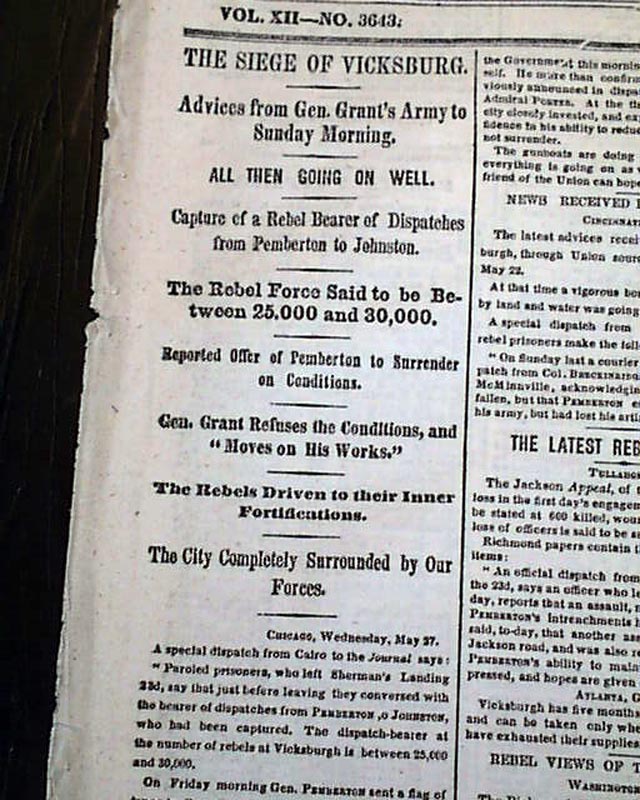 VOL. XII—NO. 3643.
THE SIEGE OF VICKSBURG.
Advices from Gen. Grant's Army to
Sunday Morning.
ALL THEN GOING ON WELL.
Capture of a Rebel Bearer of Dispatches
from Pemberton to Johnston.
The Rebel Force Said to be Be-
tween 25,000 and 30,000.
Reported Offer of Pemberton to Surrender
on Conditions.
Gen. Grant Refuses the Conditions, and
"Moves on His Works."
The Rebels Driven to their Inner
Fortifications.
The City Completely Surrounded by Our
Forces.
CHICAGO, Wednesday, May 27.
A special dispatch from Cairo to the Journal says:
"Paroled prisoners, who left Sherman's Landing
23d, say that just before leaving they conversed with
the bearer of dispatches from PEMBERTON to JOHNSTON,
who had been captured. The dispatch-bearer at
the number of rebels at Vicksburgh is between 25,000
and 30,000.
On Friday morning Gen. PEMBERTON sent a flag of
the Government this mornin
self. He more than confirm
viously announced in dispat
Admiral PORTER. At the t
city closely invested, and ex
fidence in his ability to redu
not surrender.
The gunboats are doing
everything is going on as
friend of the Union can hope
NEWS RECEIVED
CINCINNAT
The latest advices recei
burgh, through Union sour
May 22.
At that time a vigorous bo
by land and water was going
A special dispatch from
rebel prisoners make the foll
"On Sunday last a courier
patch from Col. BRECKINRIDG
McMinnville, acknowledgin
fallen, but that PEMBERTON e
his army, but had lost his arti
THE LATEST REB
TULLAHO
The Jackson Appeal, of t
loss in the first day's engagem
be stated at 600 killed, wou
loss of officers is said to be s
Richmond papers contain t
items:
"An official dispatch from
the 23d, says an officer who le
day, reports that an assault, m
PEMBERTON'S intrenchments h
said, to-day, that another as
Jackson road, and was also re
PEMBERTON'S ability to main
pressed, and hopes are given
ATLANTA, G
Vicksburg has five months
and can be taken only whe
have exhausted their supplies
REBEL VIEWS OF T
WASHINGTON